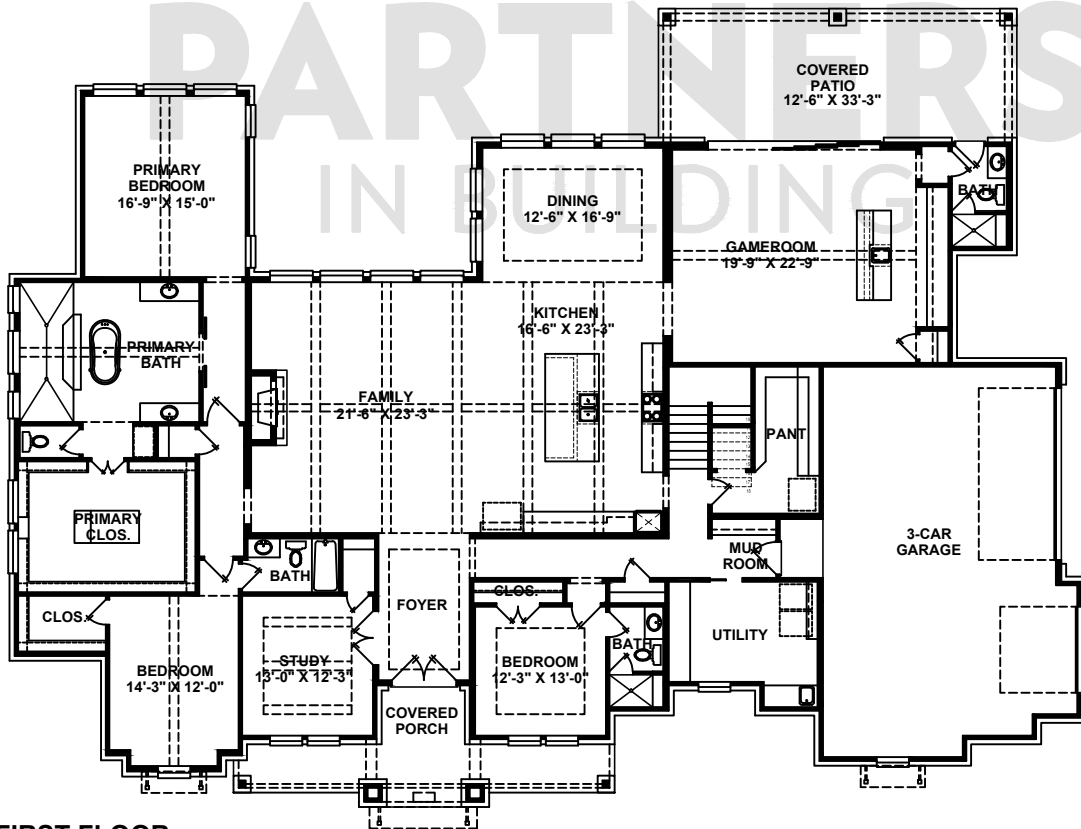 PARTNERS
IN BUILDING
COVERED
PATIO
12'-6" X 33'-3"
PRIMARY
BEDROOM
16'-9" X 15'-0"
DINING
12'-6" X 16'-9"
BATH
GAMEROOM
19'-9" X 22'-9"
KITCHEN
16'-6" X 23'-3"
PRIMARY
BATH
FAMILY
21'-6" X 23'-3"
PANT
PRIMARY
CLOS.
3-CAR
GARAGE
MUD
ROOM
BATH
CLOS.
FOYER
CLOS.
UTILITY
BATH
STUDY
13'-0" X 12'-3"
BEDROOM
12'-3" X 13'-0"
BEDROOM
14'-3" X 12'-0"
COVERED
PORCH
FIRST FLOOR